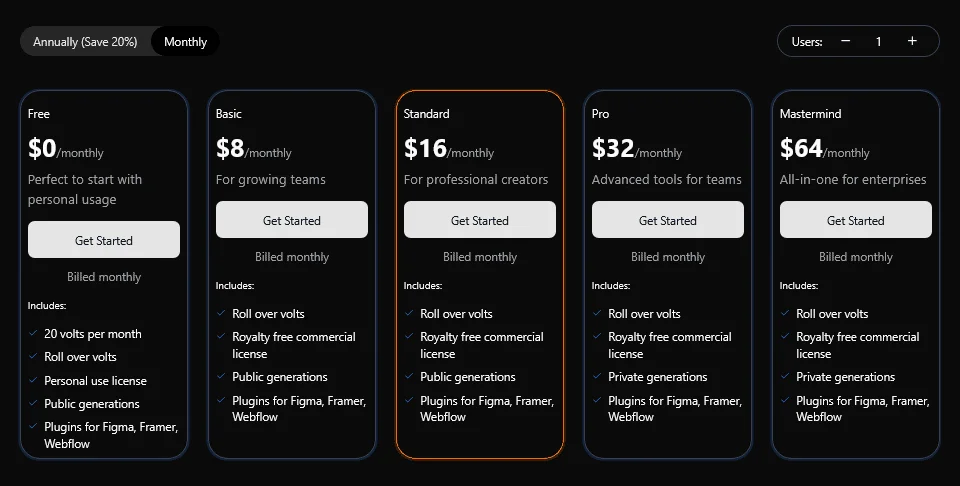 Annually (Save 20%)
Monthly
Users:
1
Free
$0/monthly
Perfect to start with
personal usage
Get Started
Billed monthly
Includes:
20 volts per month
Roll over volts
Personal use license
Public generations
Plugins for Figma, Framer,
Webflow
Basic
$8/monthly
For growing teams
Get Started
Billed monthly
Includes:
Roll over volts
Royalty free commercial
license
Public generations
Plugins for Figma, Framer,
Webflow
Standard
$16/monthly
For professional creators
Get Started
Billed monthly
Includes:
Roll over volts
Royalty free commercial
license
Public generations
Plugins for Figma, Framer,
Webflow
Pro
$32/monthly
Advanced tools for teams
Get Started
Billed monthly
Includes:
Roll over volts
Royalty free commercial
license
Private generations
Plugins for Figma, Framer,
Webflow
Mastermind
$64/monthly
All-in-one for enterprises
Get Started
Billed monthly
Includes:
Roll over volts
Royalty free commercial
license
Private generations
Plugins for Figma, Framer,
Webflow